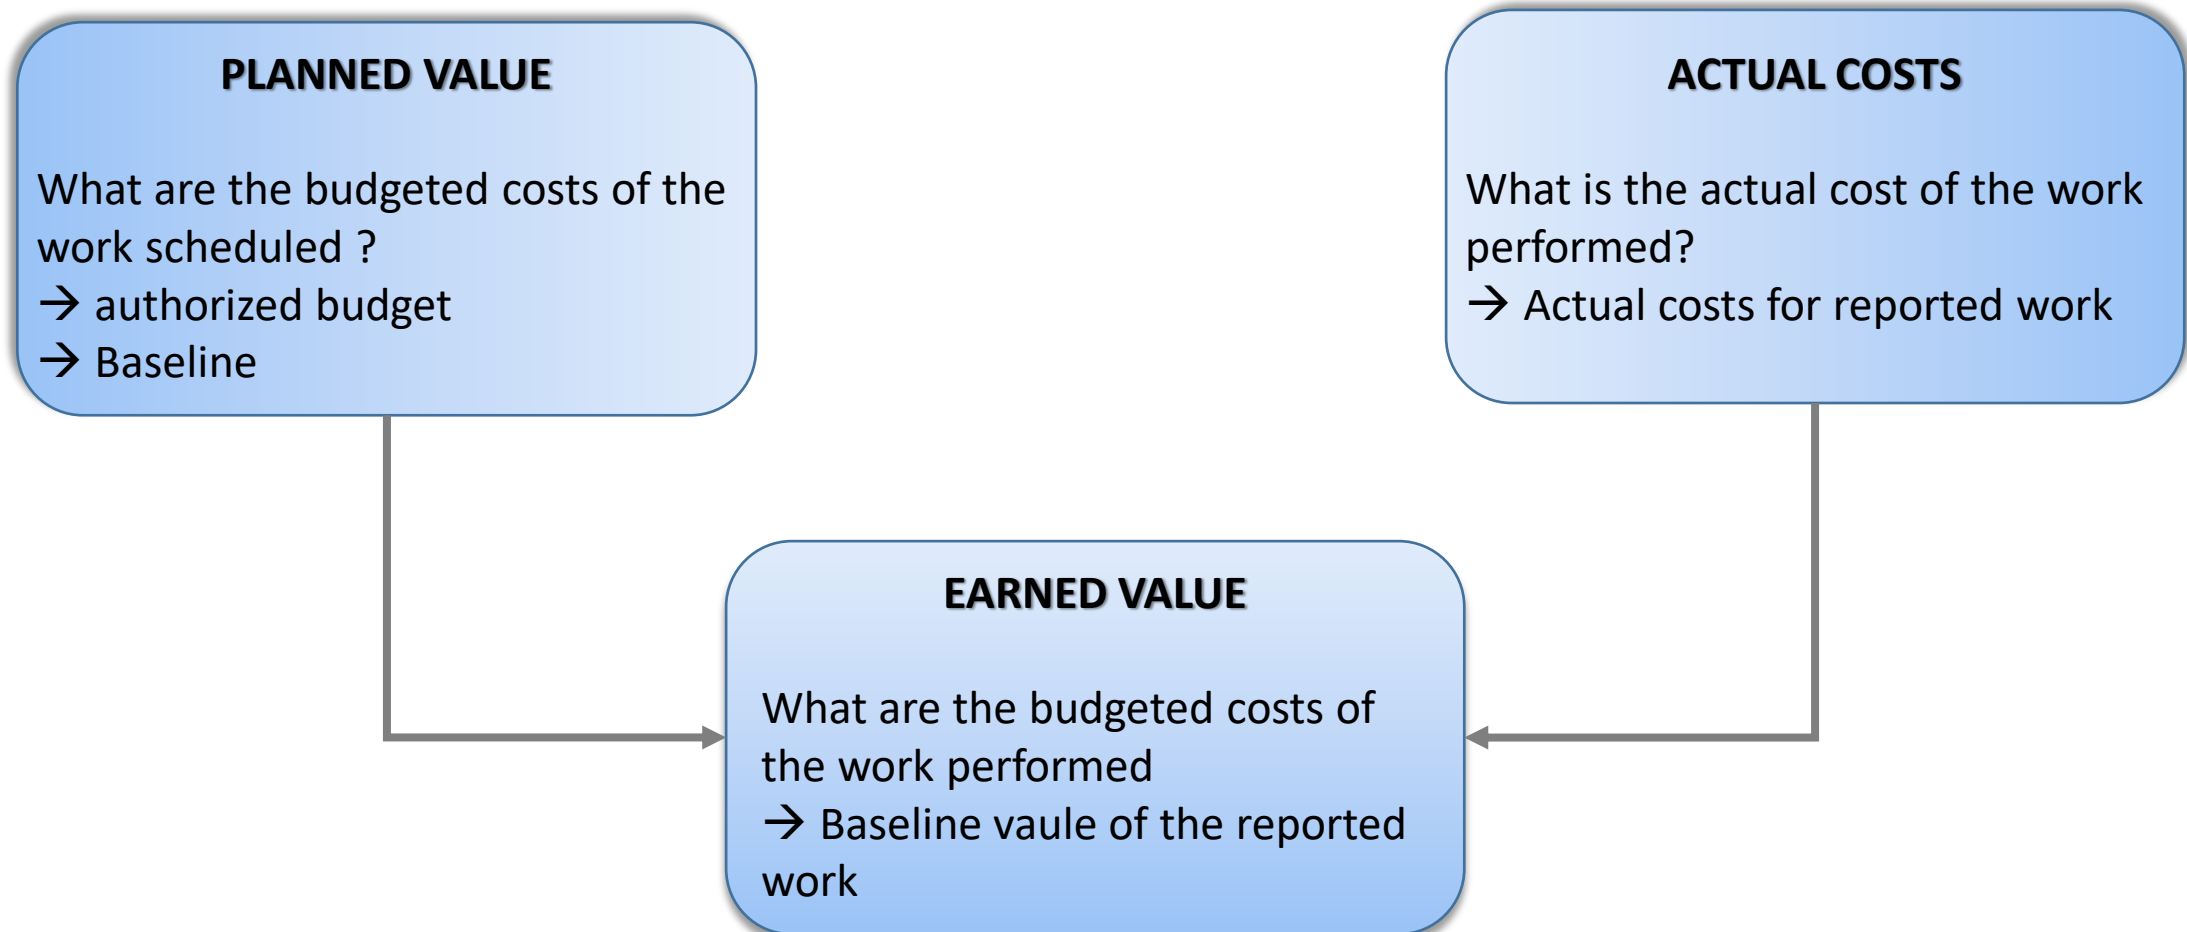 PLANNED VALUE
What are the budgeted costs of the
work scheduled ?
→ authorized budget
→ Baseline
ACTUAL COSTS
What is the actual cost of the work
performed?
→ Actual costs for reported work
EARNED VALUE
What are the budgeted costs of
the work performed
→ Baseline vaule of the reported
work